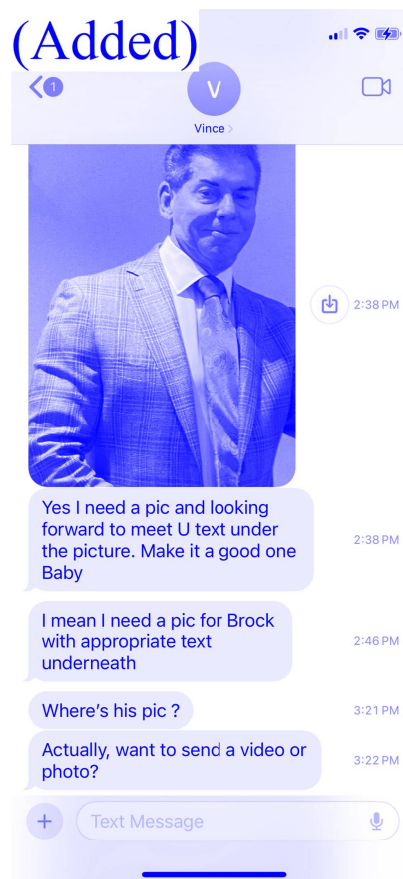 (Added)
1
V
Vince
2:38 PM
Yes I need a pic and looking
forward to meet U text under
the picture. Make it a good one
Baby
2:38 PM
I mean I need a pic for Brock
with appropriate text
underneath
2:46 PM
Where's his pic ?
3:21 PM
Actually, want to send a video or
photo?
3:22 PM
Text Message